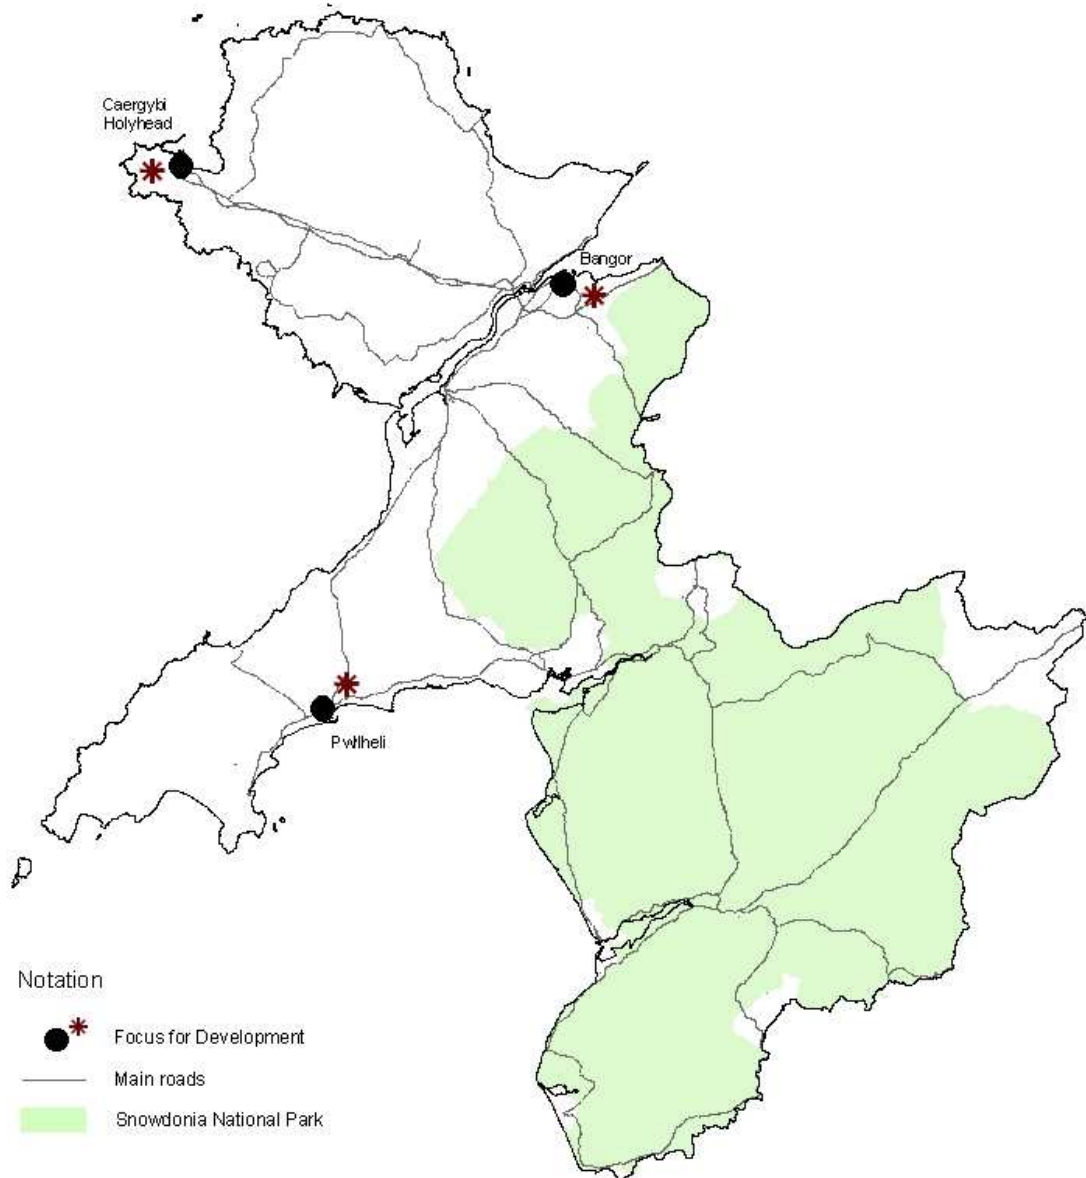 Caergybi
Holyhead
Bangor
Pwllheli
Notation
Focus for Development
Main roads
Snowdonia National Park